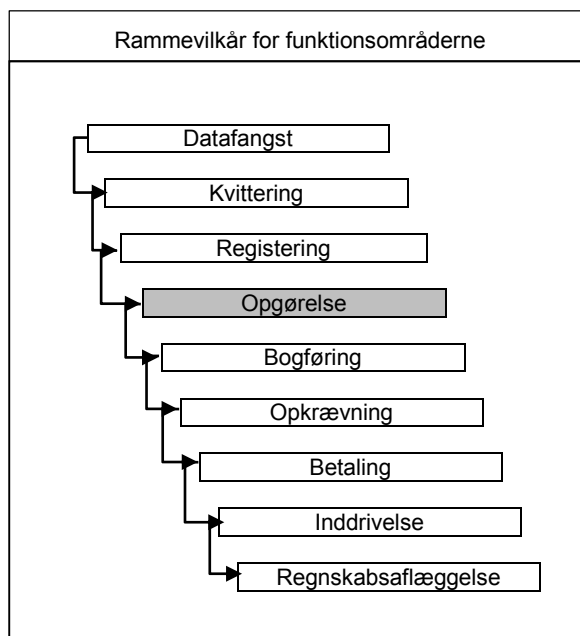 Rammevilkår for funktionsområderne
Datafangst
Kvittering
Registering
Opgørelse
Bogføring
Opkrævning
Betaling
Inddrivelse
Regnskabsaflæggelse